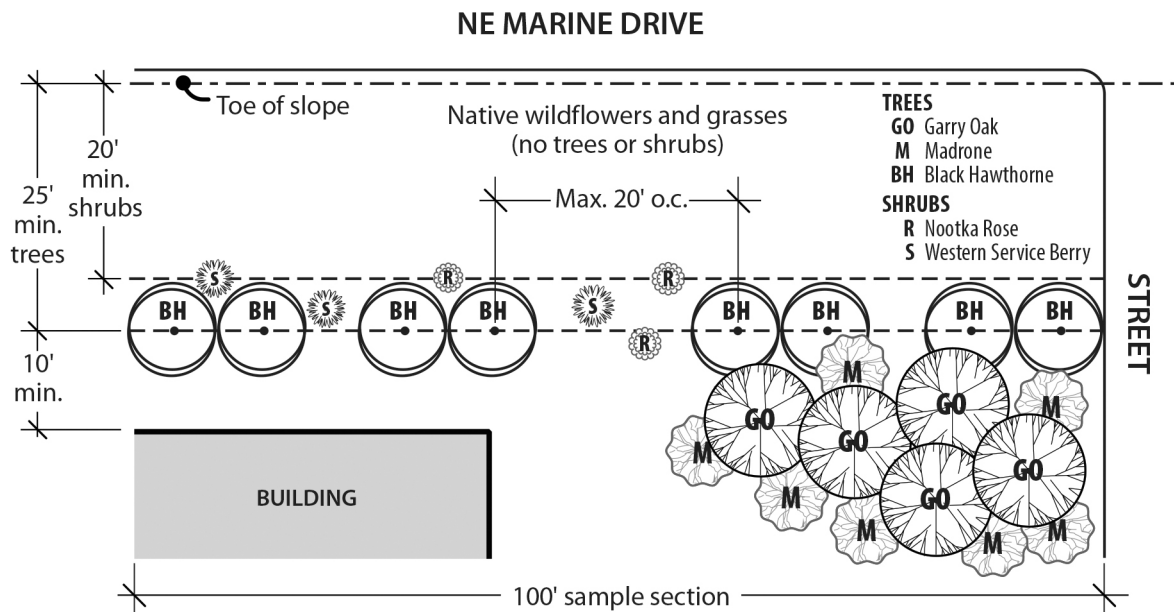 NE MARINE DRIVE
Toe of slope
Native wildflowers and grasses
(no trees or shrubs)
TREES
GO Garry Oak
M Madrone
BH Black Hawthorne
SHRUBS
R Nootka Rose
S Western Service Berry
20'
min.
shrubs
25'
min.
trees
Max. 20' o.c.
S
R
R
S
S
BH
BH
BH
BH
BH
BH
BH
BH
R
STREET
10'
min.
M
GO
GO
M
GO
M
GO
GO
M
M
M
M
M
BUILDING
100' sample section